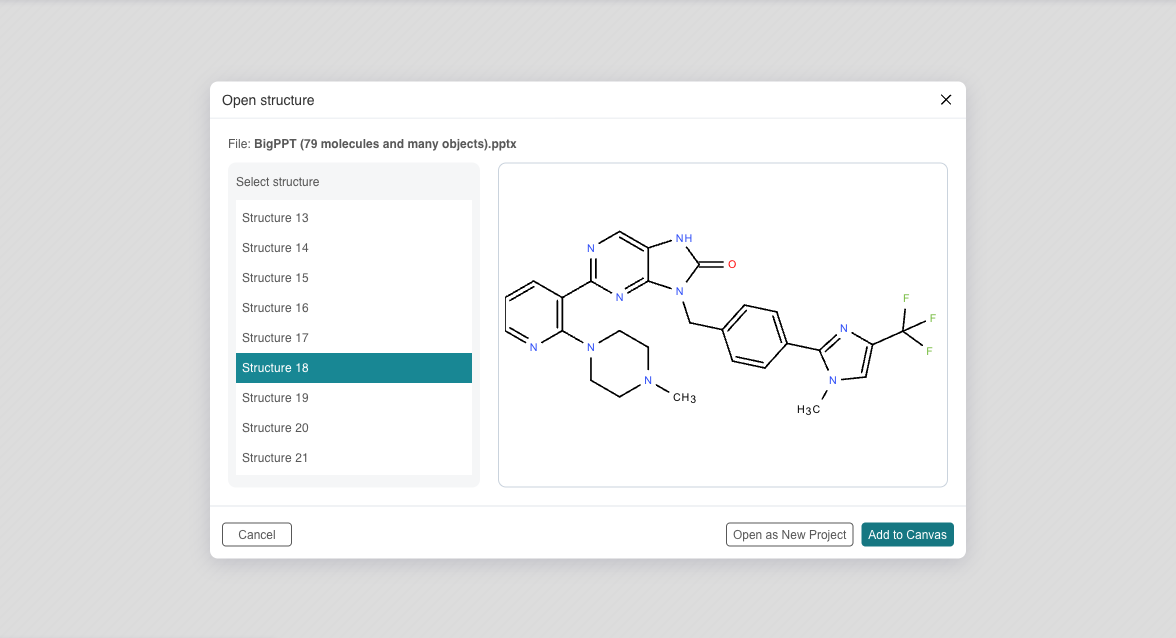 Open structure
File: BigPPT (79 molecules and many objects).pptx
Select structure
Structure 13
Structure 14
Structure 15
Structure 16
Structure 17
Structure 18
Structure 19
Structure 20
Structure 21
N
NH
O
N
N
N
N
N
CH3
N
N
H3C
F
F
F
Cancel
Open as New Project
Add to Canvas